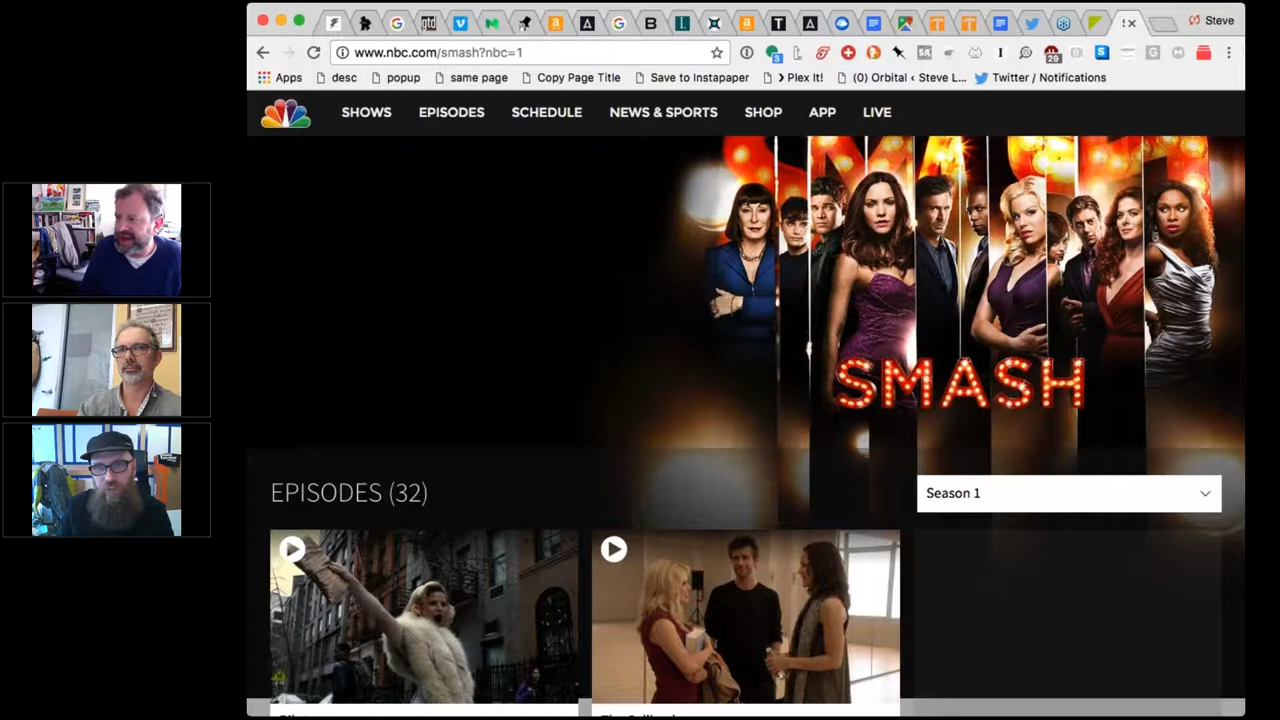 Steve
www.nbc.com/smash?nbc=1
Apps desc popup same page Copy Page Title Save to Instapaper Plex It! (0) Orbital ‹ Steve L... Twitter / Notifications
SHOWS EPISODES SCHEDULE NEWS & SPORTS SHOP APP LIVE
SMASH
EPISODES (32)
Season 1